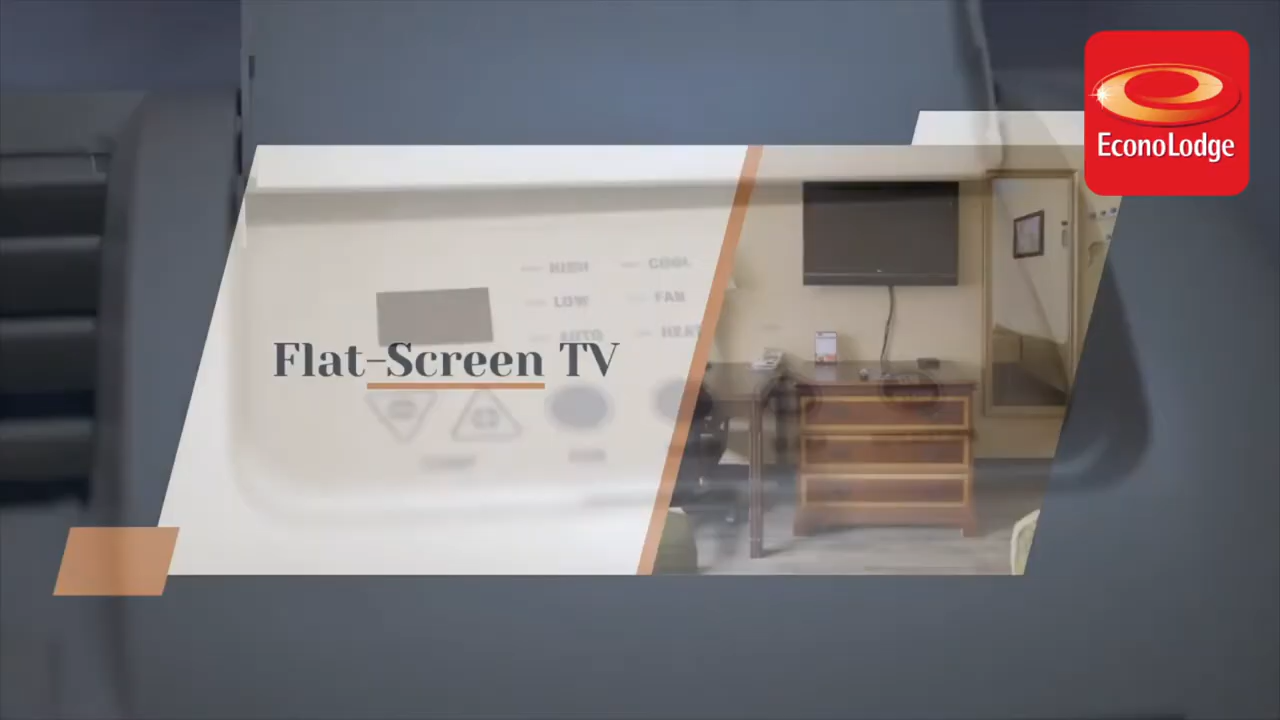 EconoLodge
HIGH
COOL
LOW
FAN
AUTO
HEAT
Flat-Screen TV